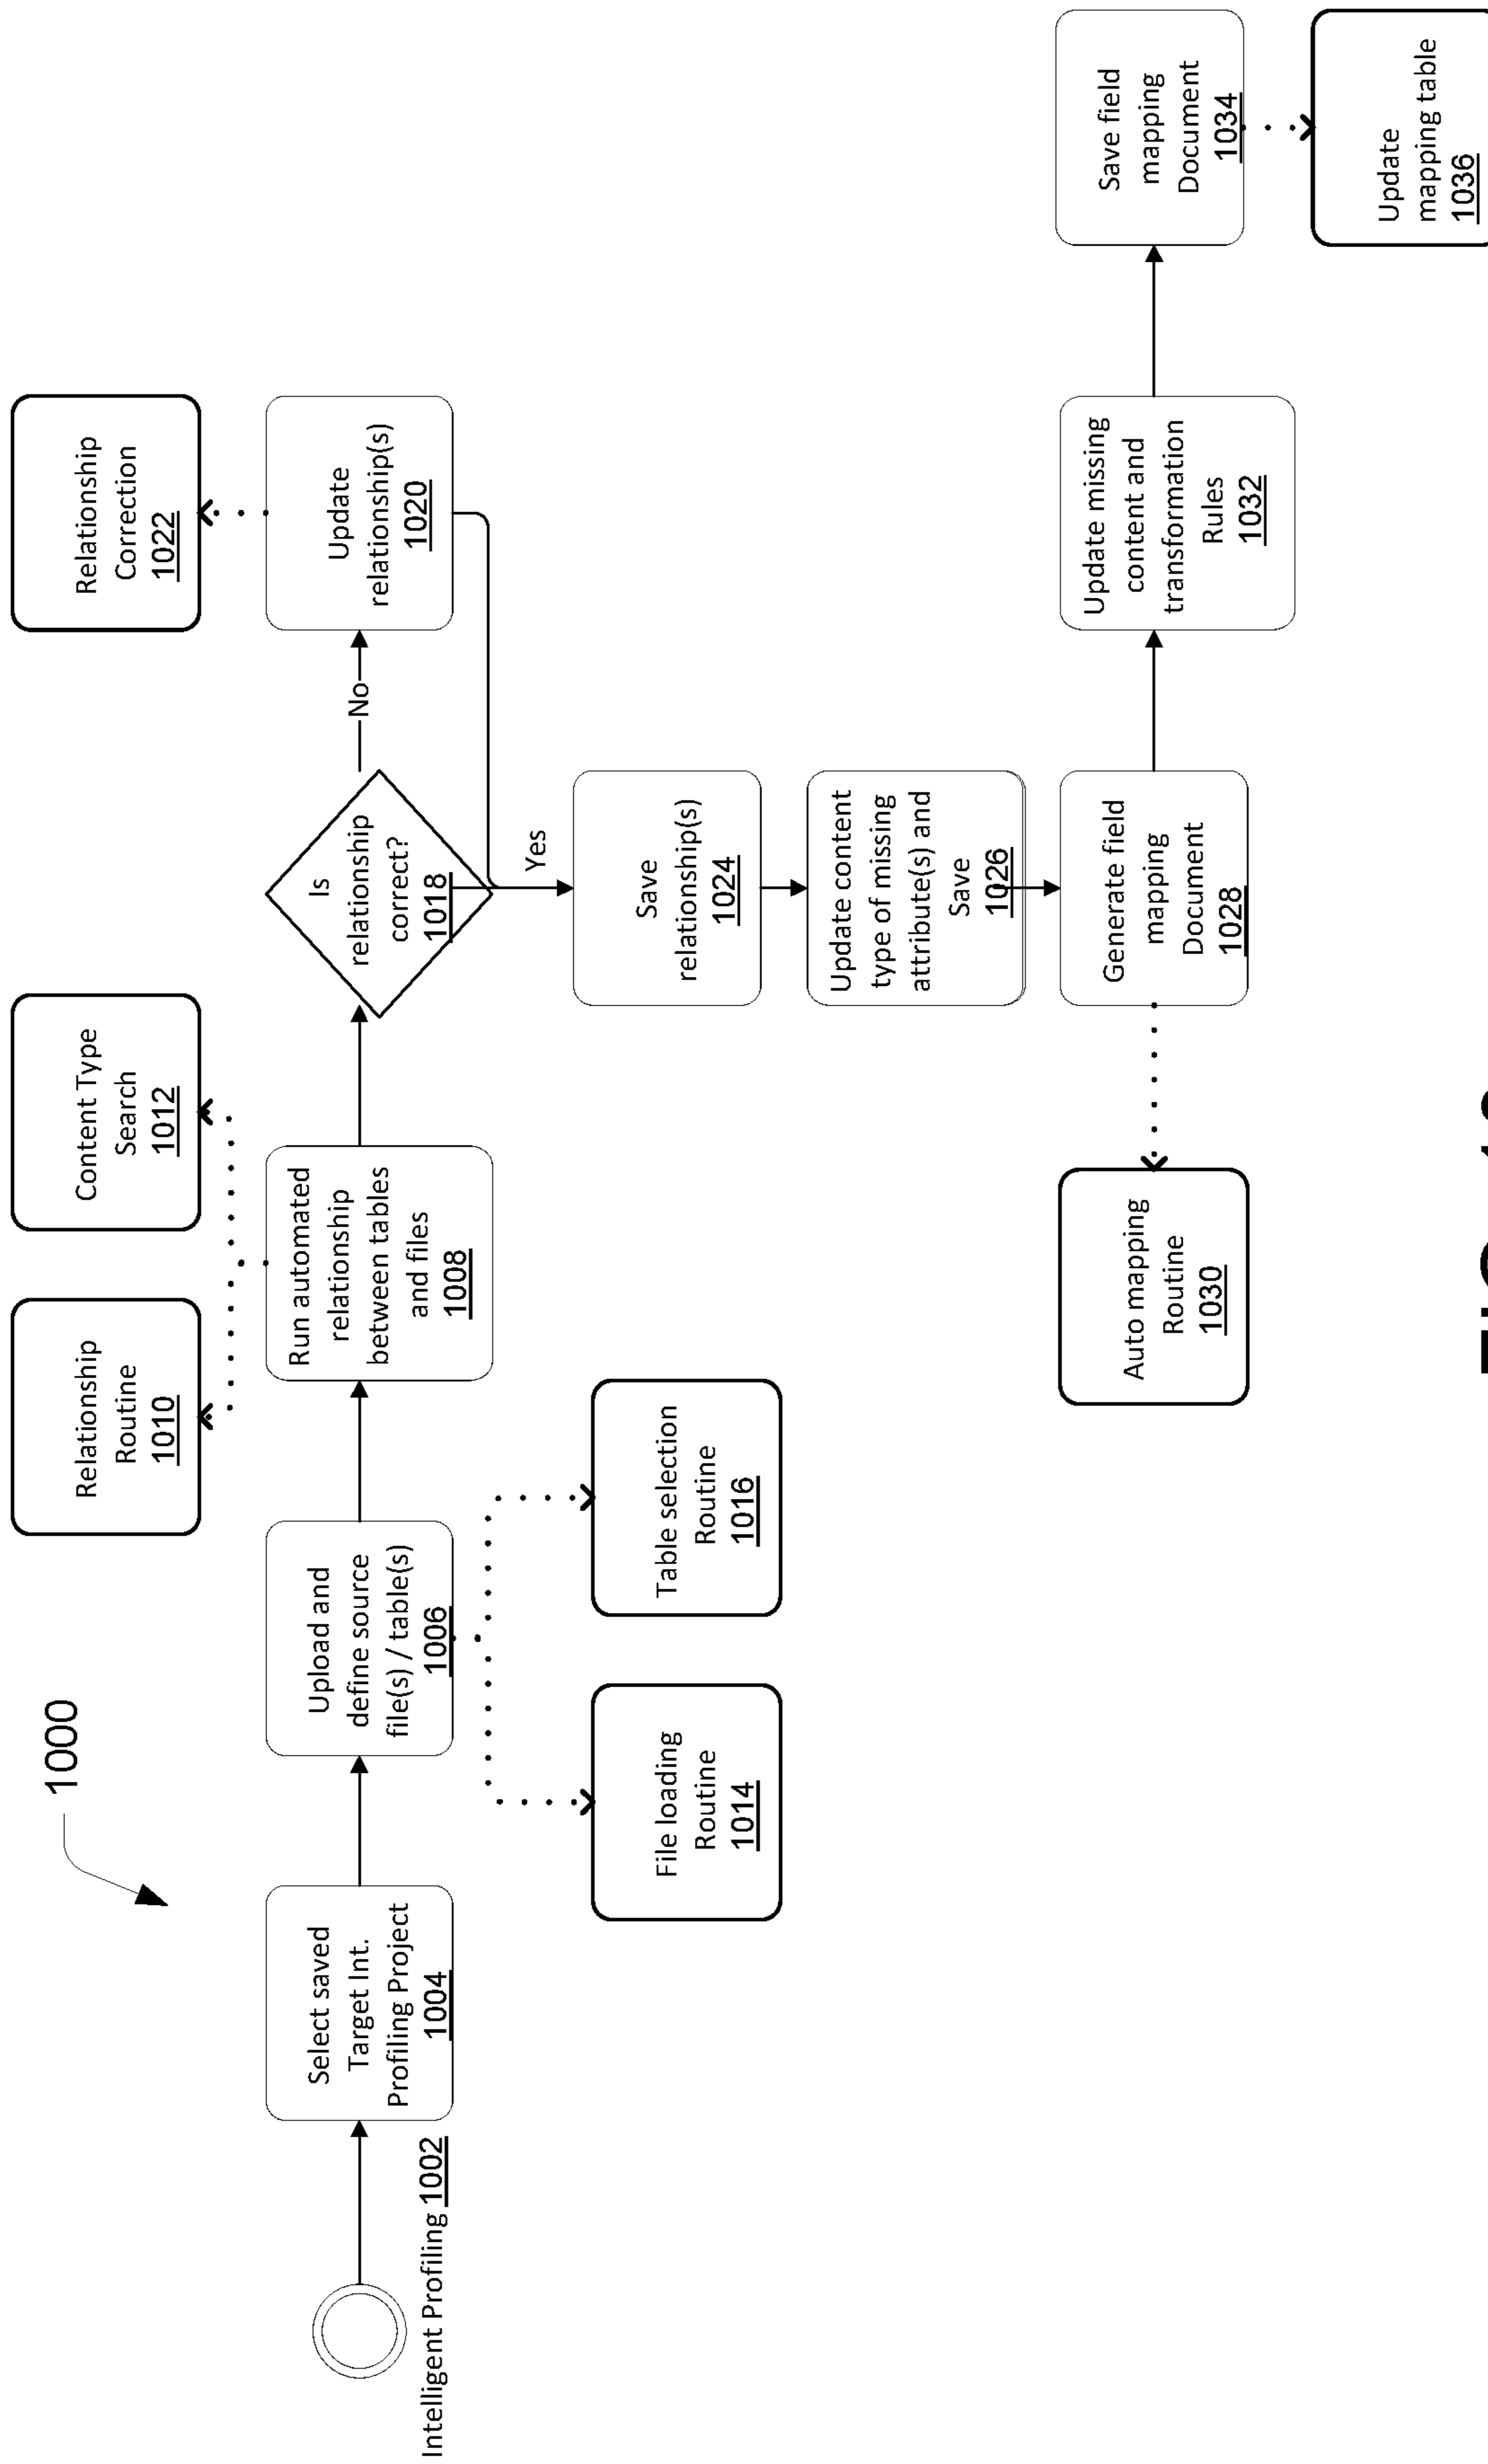 1000
Relationship
Routine
1010
Content Type
Search
1012
Relationship
Correction
1022
Intelligent Profiling 1002
Select saved
Target Int.
Profiling Project
1004
Upload and
define source
file(s) / table(s)
1006
Run automated
relationship
between tables
and files
1008
Is
relationship
correct?
1018
No
Update
relationship(s)
1020
Yes
File loading
Routine
1014
Table selection
Routine
1016
Save
relationship(s)
1024
Update content
type of missing
attribute(s) and
Save
1026
Auto mapping
Routine
1030
Generate field
mapping
Document
1028
Update missing
content and
transformation
Rules
1032
Save field
mapping
Document
1034
Update
mapping table
1036